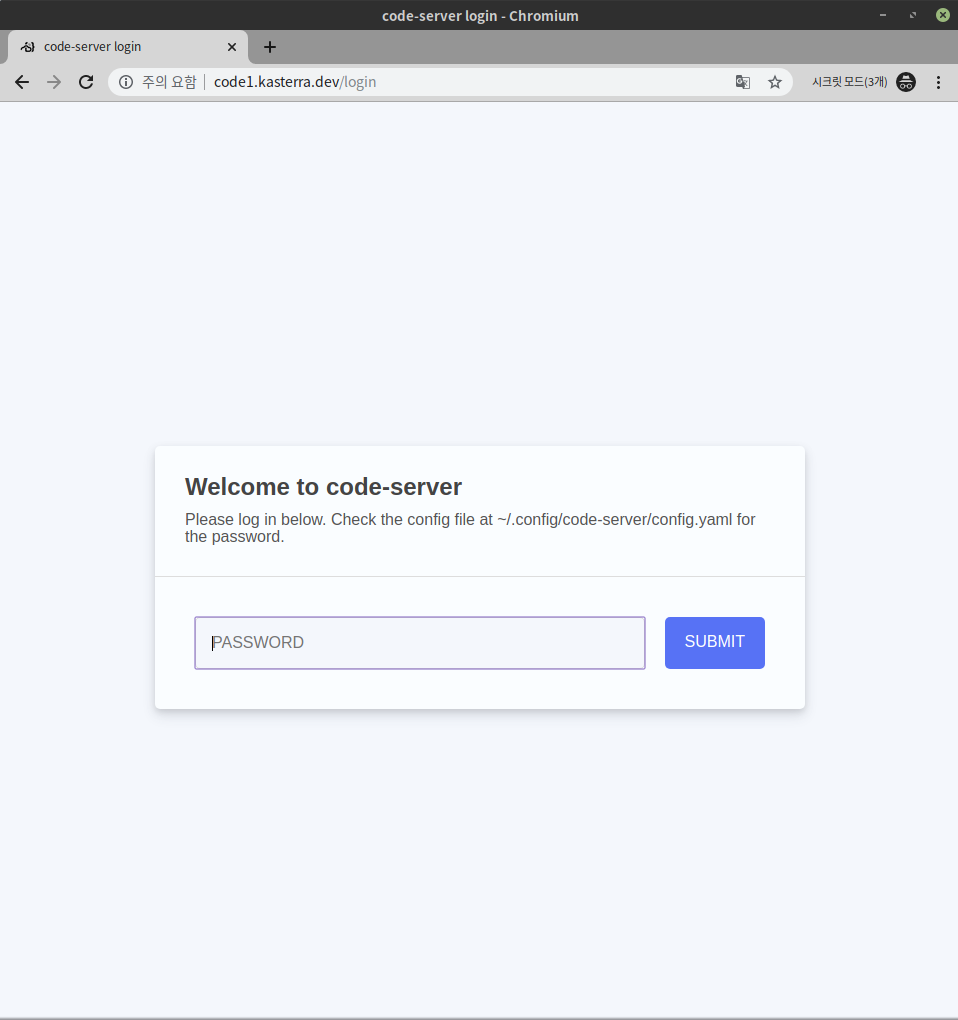 code-server login - Chromium
code-server login
주의 요함 code1.kasterra.dev/login 시크릿 모드(3개)
Welcome to code-server
Please log in below. Check the config file at ~/.config/code-server/config.yaml for
the password.
PASSWORD SUBMIT